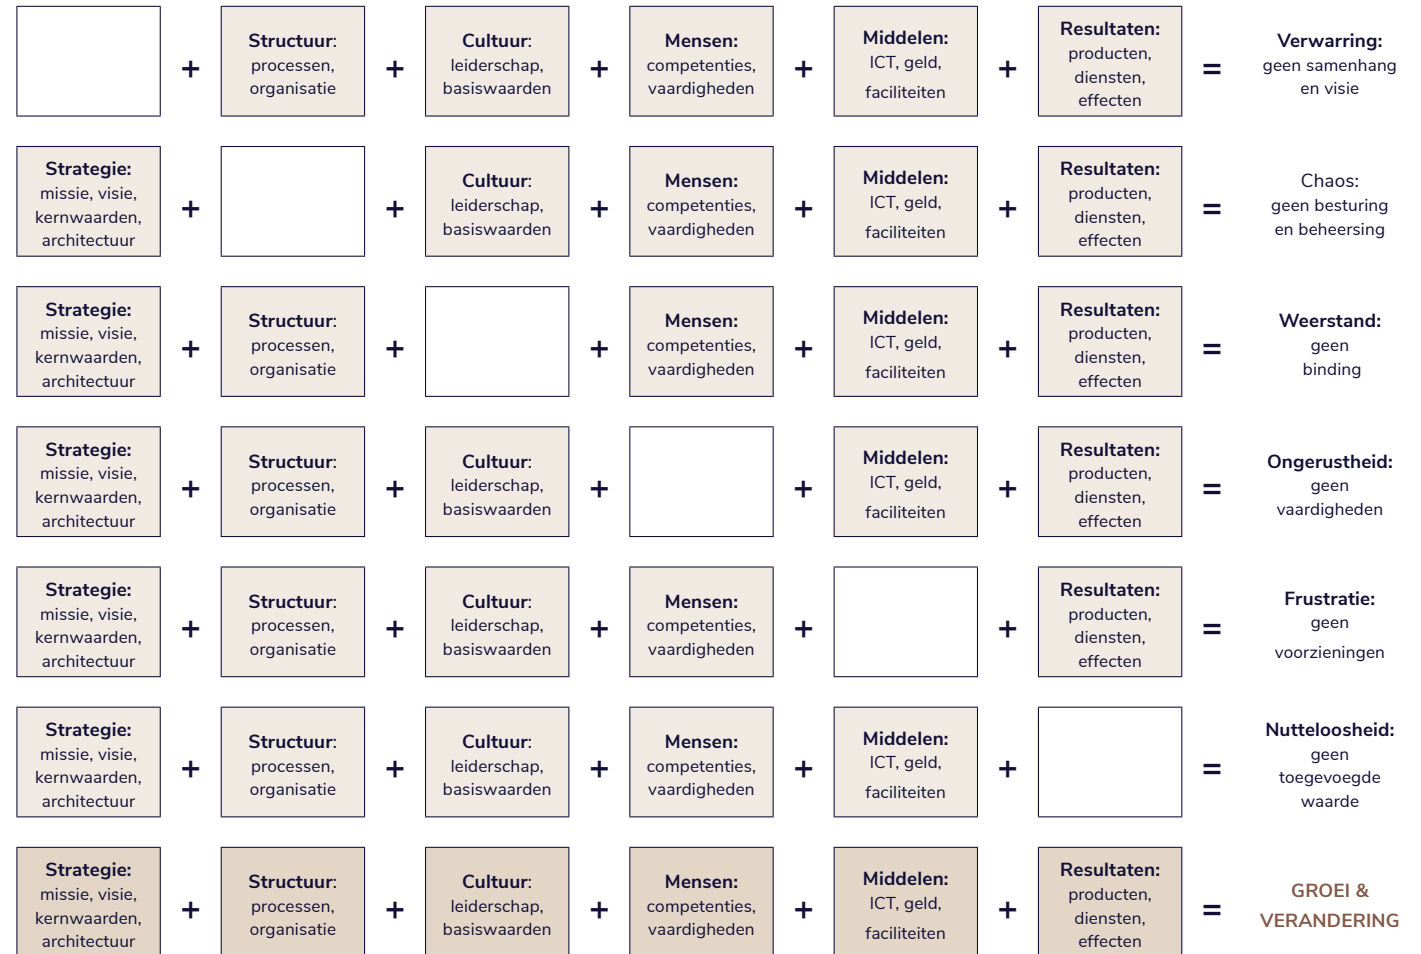 Structuur:
processen,
organisatie
+
Cultuur:
leiderschap,
basiswaarden
+
Mensen:
competenties,
vaardigheden
+
Middelen:
ICT, geld,
faciliteiten
+
Resultaten:
producten,
diensten,
effecten
=
Verwarring:
geen samenhang
en visie
Strategie:
missie, visie,
kernwaarden,
architectuur
+
+
Cultuur:
leiderschap,
basiswaarden
+
Mensen:
competenties,
vaardigheden
+
Middelen:
ICT, geld,
faciliteiten
+
Resultaten:
producten,
diensten,
effecten
=
Chaos:
geen besturing
en beheersing
Strategie:
missie, visie,
kernwaarden,
architectuur
+
Structuur:
processen,
organisatie
+
+
Mensen:
competenties,
vaardigheden
+
Middelen:
ICT, geld,
faciliteiten
+
Resultaten:
producten,
diensten,
effecten
=
Weerstand:
geen
binding
Strategie:
missie, visie,
kernwaarden,
architectuur
+
Structuur:
processen,
organisatie
+
Cultuur:
leiderschap,
basiswaarden
+
+
Middelen:
ICT, geld,
faciliteiten
+
Resultaten:
producten,
diensten,
effecten
=
Ongerustheid:
geen
vaardigheden
Strategie:
missie, visie,
kernwaarden,
architectuur
+
Structuur:
processen,
organisatie
+
Cultuur:
leiderschap,
basiswaarden
+
Mensen:
competenties,
vaardigheden
+
+
Resultaten:
producten,
diensten,
effecten
=
Frustratie:
geen
voorzieningen
Strategie:
missie, visie,
kernwaarden,
architectuur
+
Structuur:
processen,
organisatie
+
Cultuur:
leiderschap,
basiswaarden
+
Mensen:
competenties,
vaardigheden
+
Middelen:
ICT, geld,
faciliteiten
+
=
Nutteloosheid:
geen
toegevoegde
waarde
Strategie:
missie, visie,
kernwaarden,
architectuur
+
Structuur:
processen,
organisatie
+
Cultuur:
leiderschap,
basiswaarden
+
Mensen:
competenties,
vaardigheden
+
Middelen:
ICT, geld,
faciliteiten
+
Resultaten:
producten,
diensten,
effecten
=
GROEI &
VERANDERING